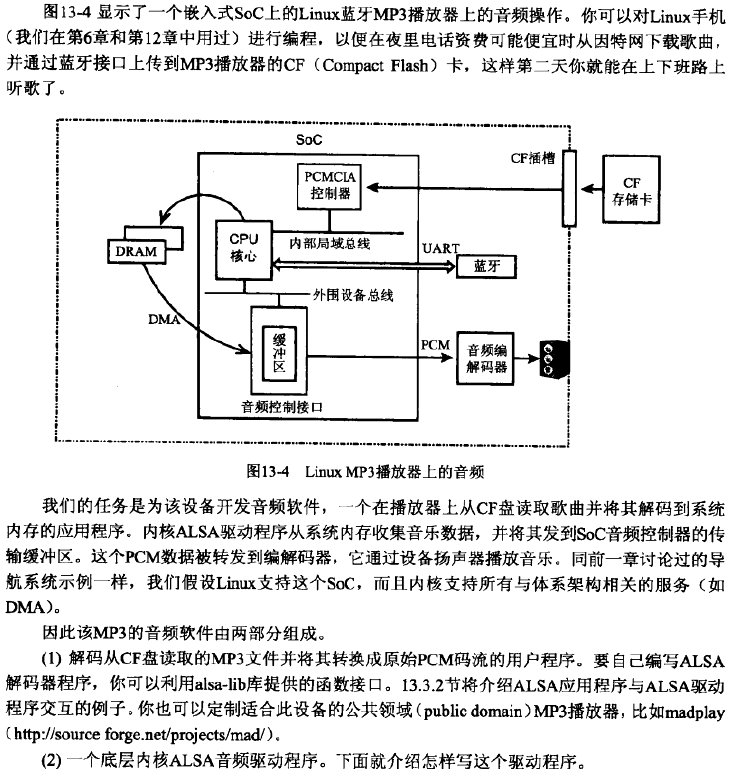 图13-4 显示了一个嵌入式SoC上的Linux蓝牙MP3播放器上的音频操作。你可以对Linux手机
（我们在第6章和第12章中用过）进行编程，以便在夜里电话资费可能便宜时从因特网下载歌曲，
并通过蓝牙接口上传到MP3播放器的CF（Compact Flash）卡，这样第二天你就能在上下班路上
听歌了。
SoC
PCMCIA
控制器
CF插槽
CF
存储卡
DRAM
CPU
核心
内部局域总线
UART
蓝牙
外围设备总线
DMA
缓
冲
区
PCM
音频编
解码器
音频控制接口
图13-4 Linux MP3播放器上的音频
我们的任务是为该设备开发音频软件，一个在播放器上从CF盘读取歌曲并将其解码到系统
内存的应用程序。内核ALSA驱动程序从系统内存收集音乐数据，并将其发到SoC音频控制器的传
输缓冲区。这个PCM数据被转发到编解码器，它通过设备扬声器播放音乐。同前一章讨论过的导
航系统示例一样，我们假设Linux支持这个SoC，而且内核支持所有与体系架构相关的服务（如
DMA）。
因此该MP3的音频软件由两部分组成。
(1) 解码从CF盘读取的MP3文件并将其转换成原始PCM码流的用户程序。要自己编写ALSA
解码器程序，你可以利用alsa-lib库提供的函数接口。13.3.2节将介绍ALSA应用程序与ALSA驱动
程序交互的例子。你也可以定制适合此设备的公共领域（public domain）MP3播放器，比如madplay
（http://source forge.net/projects/mad/）。
(2) 一个底层内核ALSA音频驱动程序。下面就介绍怎样写这个驱动程序。